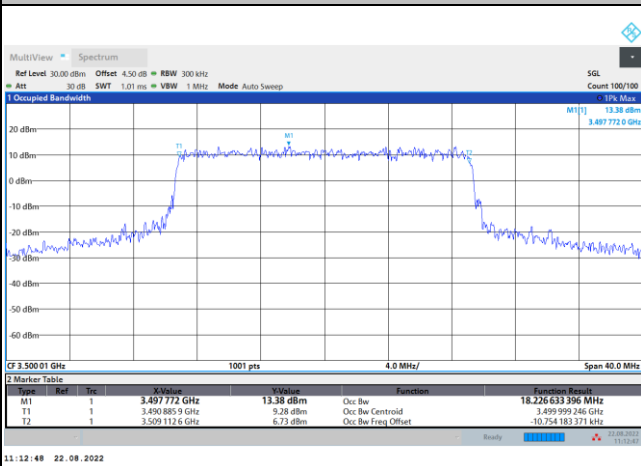 MultiView Spectrum
Ref Level 30.00 dBm Offset 4.50 dB RBW 300 kHz SGL
Att 30 dB SWT 1.01 ms VBW 1 MHz Mode Auto Sweep Count 100/100
1 Occupied Bandwidth 1Pk Max
M1[1] 13.38 dBm
3.497 772 0 GHz
M1
20 dBm
T1
T2
10 dBm
0 dBm
-10 dBm
-20 dBm
-30 dBm
-40 dBm
-50 dBm
-60 dBm
CF 3.500 01 GHz 1001 pts 4.0 MHz/ Span 40.0 MHz
2 Marker Table
Type Ref Trc X-Value Y-Value Function Function Result
M1 1 3.497 772 GHz 13.38 dBm Occ Bw 18.226 633 396 MHz
T1 1 3.490 885 9 GHz 9.28 dBm Occ Bw Centroid 3.499 999 246 GHz
T2 1 3.509 112 6 GHz 6.73 dBm Occ Bw Freq Offset -10.754 183 371 kHz
Ready 22.08.2022
11:12:47
11:12:48 22.08.2022